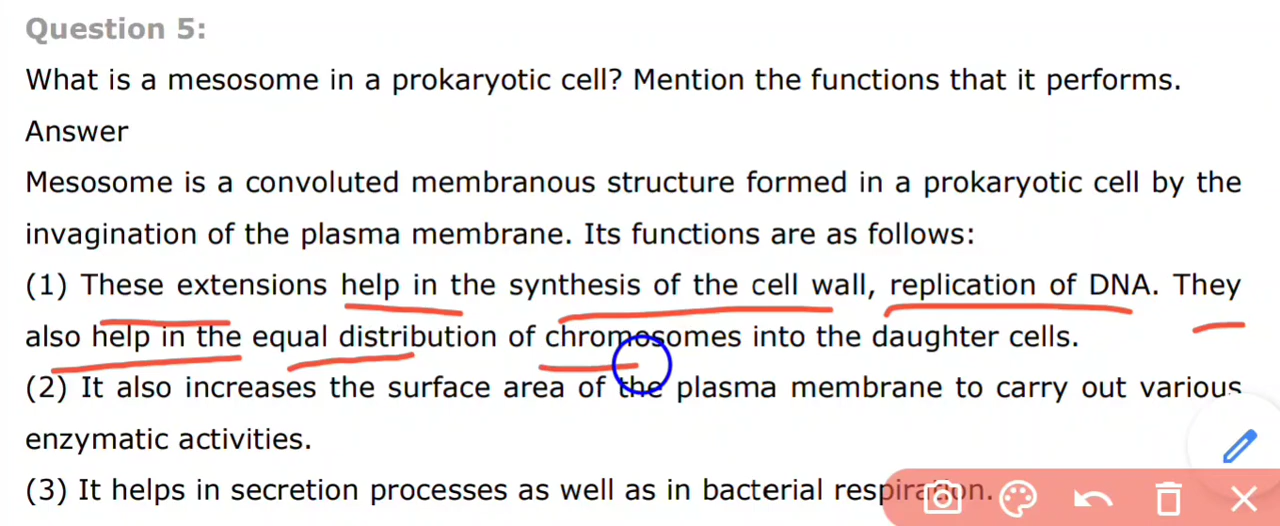 Question 5:
What is a mesosome in a prokaryotic cell? Mention the functions that it performs.
Answer
Mesosome is a convoluted membranous structure formed in a prokaryotic cell by the
invagination of the plasma membrane. Its functions are as follows:
(1) These extensions help in the synthesis of the cell wall, replication of DNA. They
also help in the equal distribution of chromosomes into the daughter cells.
(2) It also increases the surface area of the plasma membrane to carry out various
enzymatic activities.
(3) It helps in secretion processes as well as in bacterial respiration.